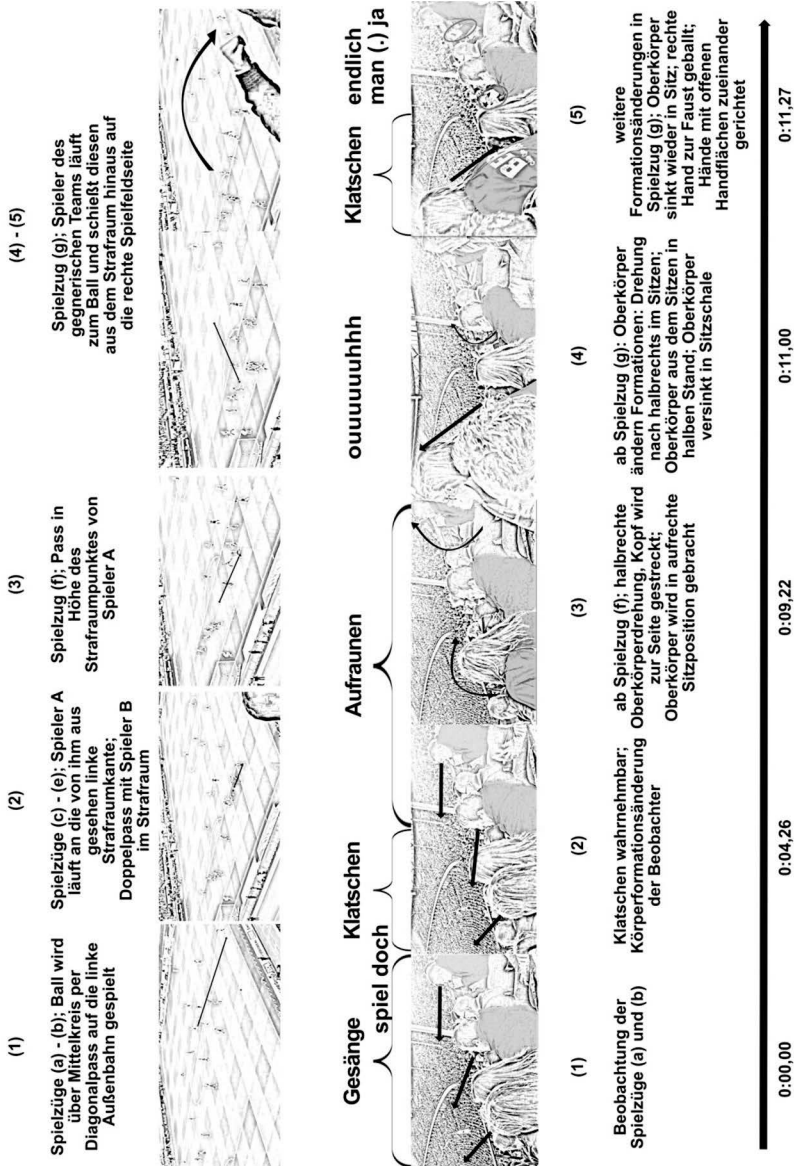 (1)
Spielzüge (a) - (b); Ball wird
über Mittelkreis per
Diagonalpass auf die linke
Außenbahn gespielt
(2)
Spielzüge (c) - (e); Spieler A
läuft an die von ihm aus
gesehen linke
Strafraumkante;
Doppelpass mit Spieler B
im Strafraum
(3)
Spielzug (f); Pass in
Höhe des
Strafraumpunktes von
Spieler A
(4) - (5)
Spielzug (g); Spieler des
gegnerischen Teams läuft
zum Ball und schießt diesen
aus dem Strafraum hinaus auf
die rechte Spielfeldseite
Gesänge
spiel doch
Klatschen
Aufraunen
ouuuuuuhhh
Klatschen
endlich
man (.) ja
(1)
Beobachtung der
Spielzüge (a) und (b)
(2)
Klatschen wahrnehmbar;
Körperformationsänderung
der Beobachter
(3)
ab Spielzug (f); halbrechte
Oberkörperdrehung, Kopf wird
zur Seite gestreckt;
Oberkörper wird in aufrechte
Sitzposition gebracht
(4)
ab Spielzug (g): Oberkörper
ändern Formationen: Drehung
nach halbrechts im Sitzen;
Oberkörper aus dem Sitzen in
halben Stand; Oberkörper
versinkt in Sitzschale
(5)
weitere
Formationsänderungen in
Spielzug (g); Oberkörper
sinkt wieder in Sitz; rechte
Hand zur Faust geballt;
Hände mit offenen
Handflächen zueinander
gerichtet
0:00,00
0:04,26
0:09,22
0:11,00
0:11,27